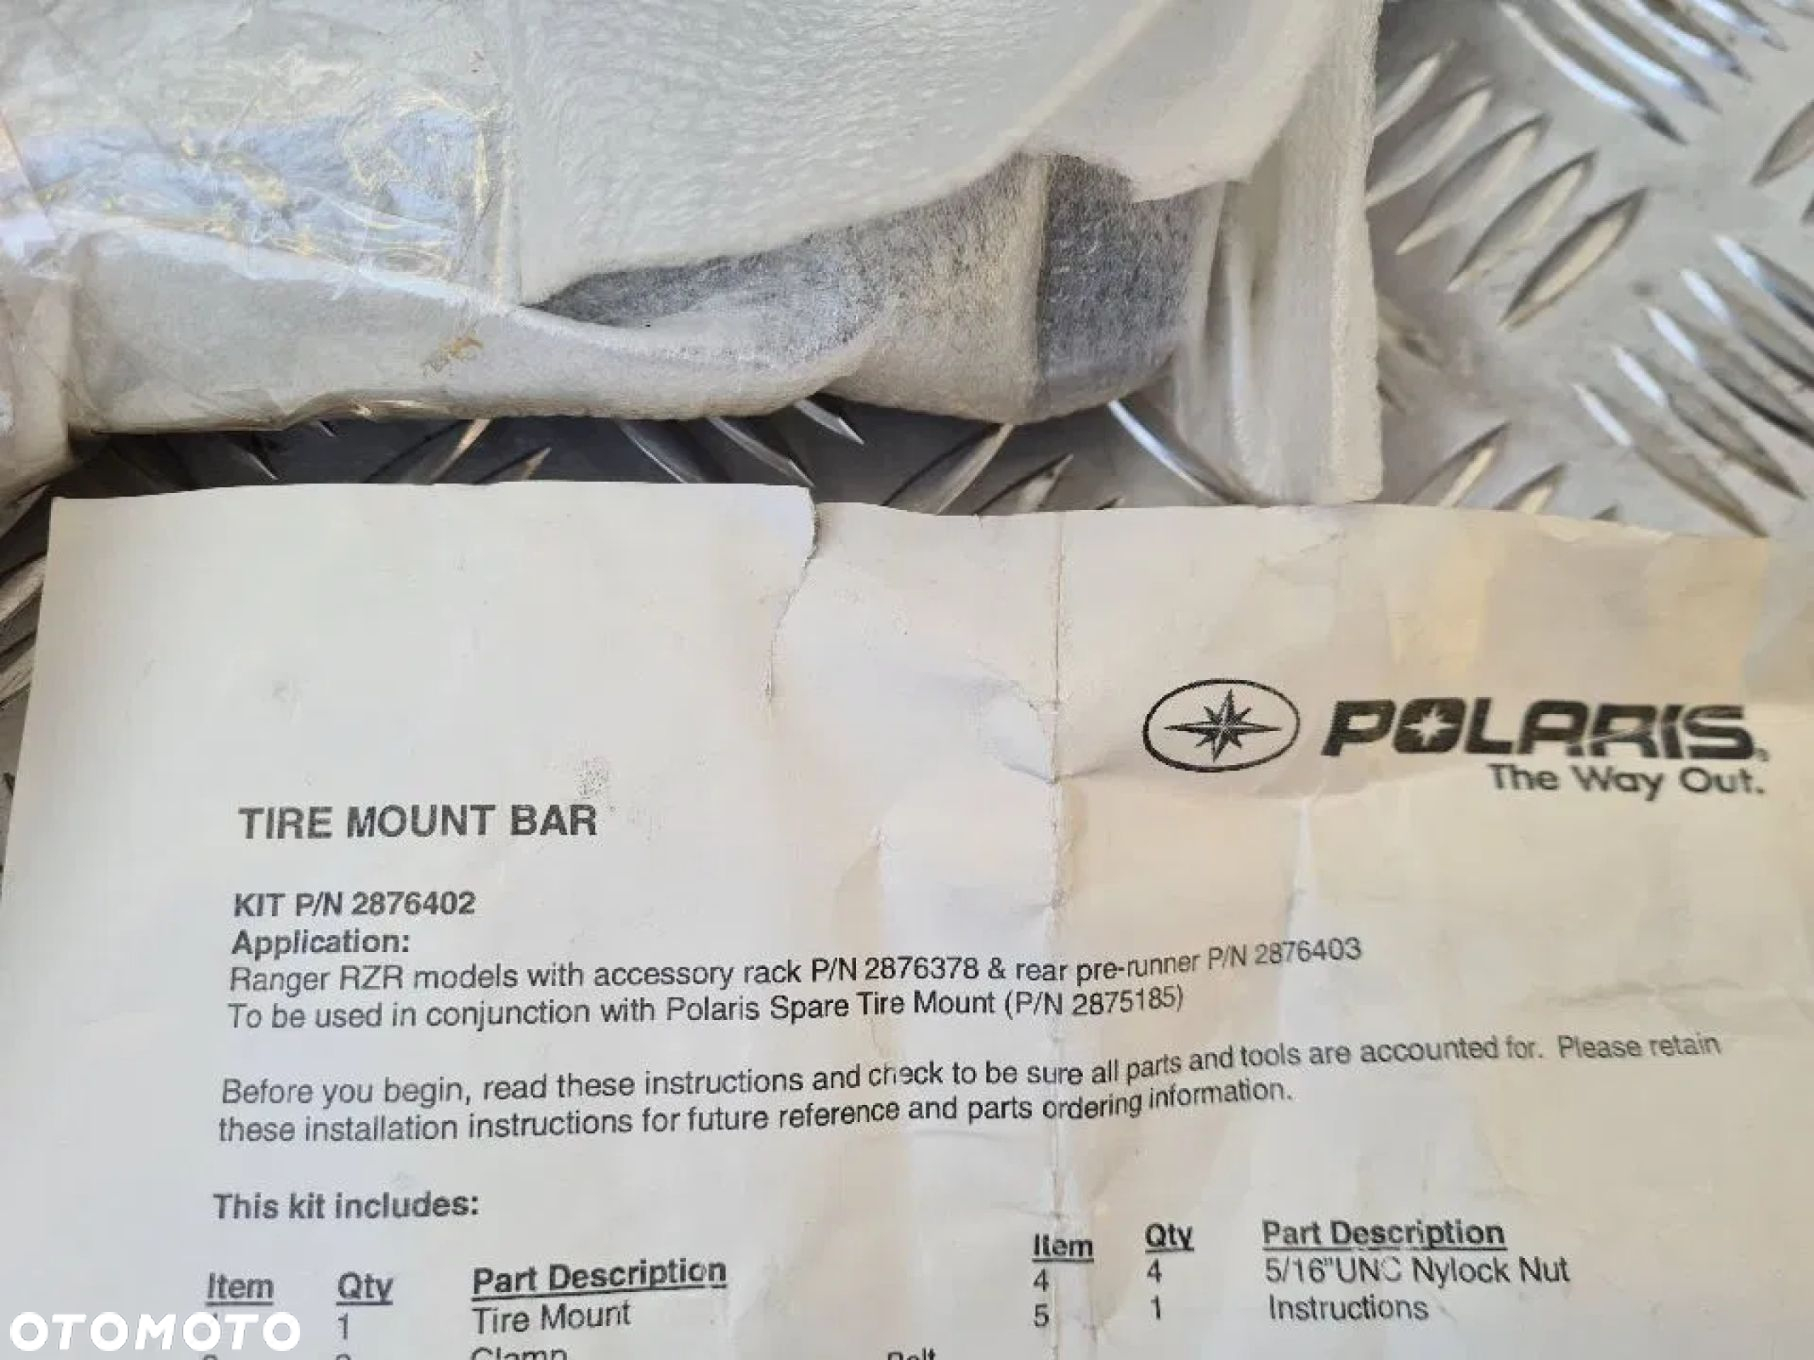 POLARIS
The Way Out.
TIRE MOUNT BAR
KIT P/N 2876402
Application:
Ranger RZR models with accessory rack P/N 2876378 & rear pre-runner P/N 2876403
To be used in conjunction with Polaris Spare Tire Mount (P/N 2875185)
Before you begin, read these instructions and check to be sure all parts and tools are accounted for. Please retain
these installation instructions for future reference and parts ordering information.
This kit includes:
Item Qty Part Description
1 Tire Mount
Clamp
Bolt
Item Qty Part Description
4 4 5/16"UNC Nylock Nut
5 1 Instructions
OTOMOTO